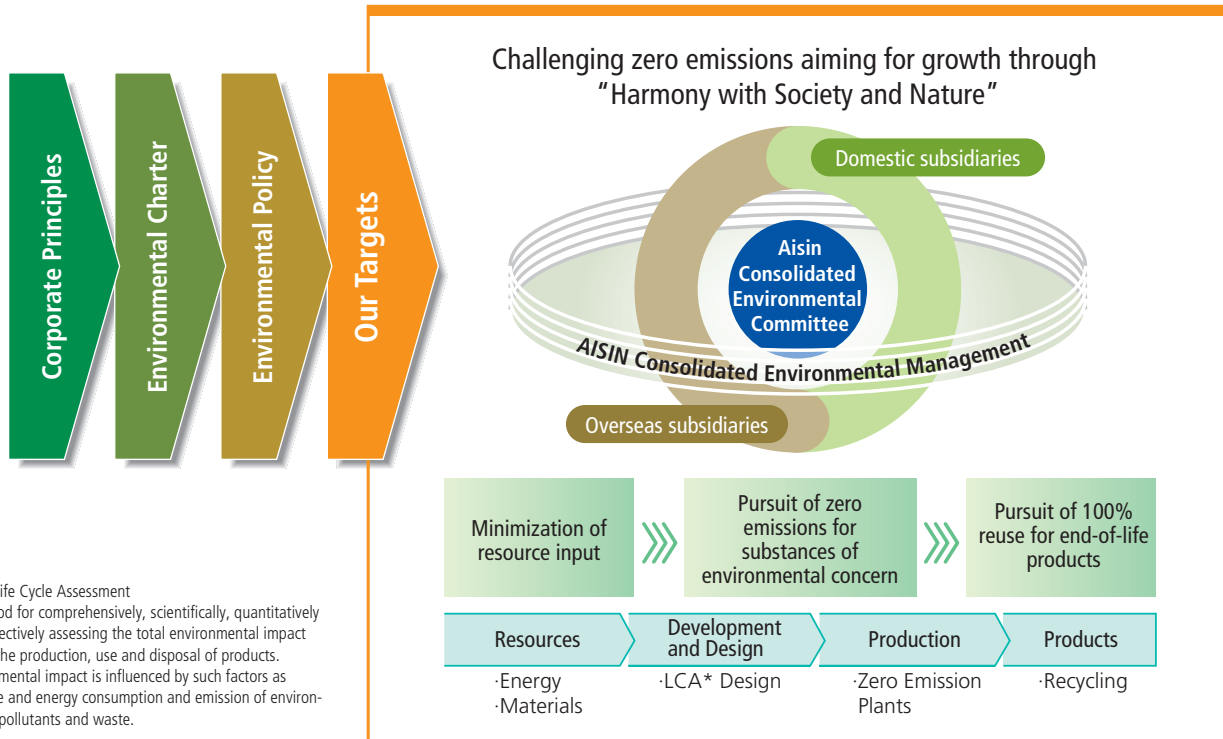 Challenging zero emissions aiming for growth through
“Harmony with Society and Nature”
Corporate Principles
Environmental Charter
Environmental Policy
Our Targets
Domestic subsidiaries
Aisin
Consolidated
Environmental
Committee
AISIN Consolidated Environmental Management
Overseas subsidiaries
Minimization of
resource input
Pursuit of zero
emissions for
substances of
environmental concern
Pursuit of 100%
reuse for end-of-life
products
Resources
Development
and Design
Production
Products
·Energy
·Materials
·LCA* Design
·Zero Emission
Plants
·Recycling
Cycle Assessment
for comprehensively, scientifically, quantitatively
assessing the total environmental impact
the production, use and disposal of products.
impact is influenced by such factors as
and energy consumption and emission of environ-
pollutants and waste.